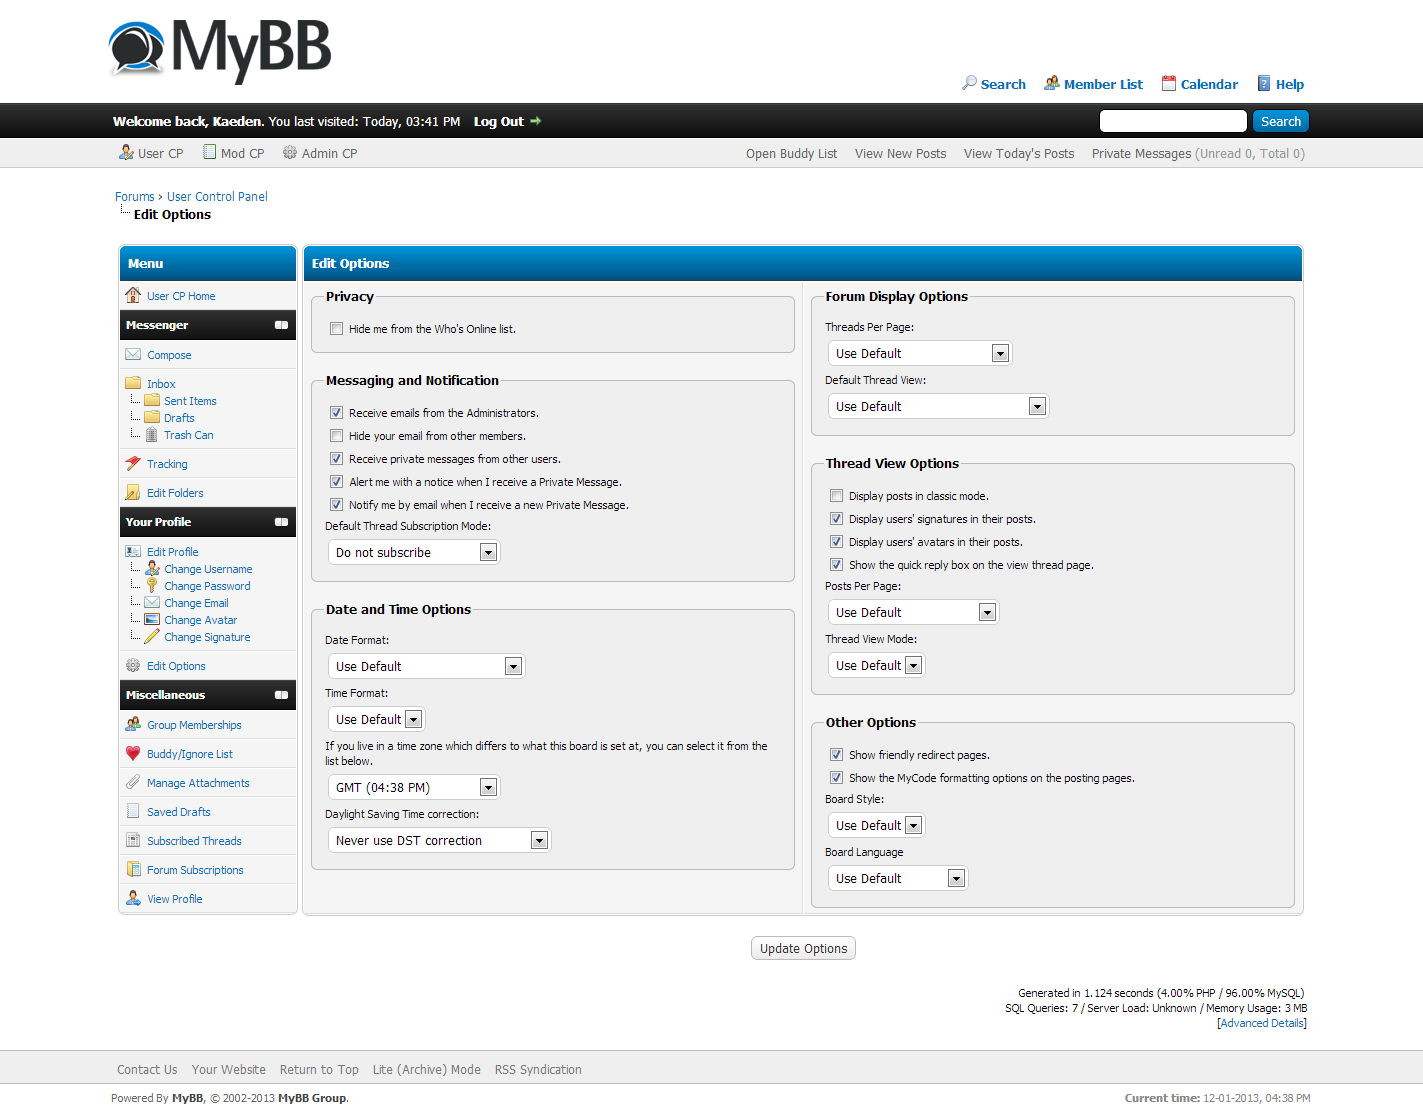 MyBB
Search
Member List
Calendar
Help
Welcome back, Kaeden. You last visited: Today, 03:41 PM Log Out
Search
User CP
Mod CP
Admin CP
Open Buddy List
View New Posts
View Today's Posts
Private Messages (Unread 0, Total 0)
Forums › User Control Panel
Edit Options
Menu
User CP Home
Messenger
Compose
Inbox
Sent Items
Drafts
Trash Can
Tracking
Edit Folders
Your Profile
Edit Profile
Change Username
Change Password
Change Email
Change Avatar
Change Signature
Edit Options
Miscellaneous
Group Memberships
Buddy/Ignore List
Manage Attachments
Saved Drafts
Subscribed Threads
Forum Subscriptions
View Profile
Edit Options
Privacy
Hide me from the Who's Online list.
Messaging and Notification
Receive emails from the Administrators.
Hide your email from other members.
Receive private messages from other users.
Alert me with a notice when I receive a Private Message.
Notify me by email when I receive a new Private Message.
Default Thread Subscription Mode:
Do not subscribe
Date and Time Options
Date Format:
Use Default
Time Format:
Use Default
If you live in a time zone which differs to what this board is set at, you can select it from the
list below.
GMT (04:38 PM)
Daylight Saving Time correction:
Never use DST correction
Forum Display Options
Threads Per Page:
Use Default
Default Thread View:
Use Default
Thread View Options
Display posts in classic mode.
Display users' signatures in their posts.
Display users' avatars in their posts.
Show the quick reply box on the view thread page.
Posts Per Page:
Use Default
Thread View Mode:
Use Default
Other Options
Show friendly redirect pages.
Show the MyCode formatting options on the posting pages.
Board Style:
Use Default
Board Language
Use Default
Update Options
Generated in 1.124 seconds (4.00% PHP / 96.00% MySQL)
SQL Queries: 7 / Server Load: Unknown / Memory Usage: 3 MB
[Advanced Details]
Contact Us
Your Website
Return to Top
Lite (Archive) Mode
RSS Syndication
Powered By MyBB, © 2002-2013 MyBB Group.
Current time: 12-01-2013, 04:38 PM